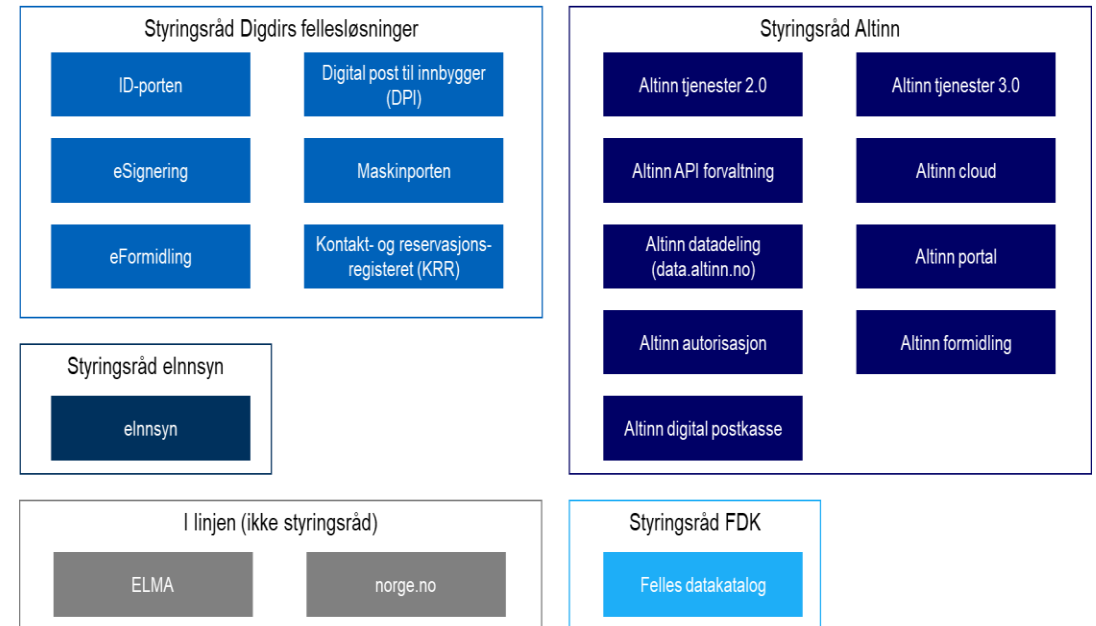 Styringsråd Digdirs fellesløsninger
ID-porten
Digital post til innbygger
(DPI)
eSignering
Maskinporten
eFormidling
Kontakt- og reservasjons-
registeret (KRR)
Styringsråd Altinn
Altinn tjenester 2.0
Altinn tjenester 3.0
Altinn API forvaltning
Altinn cloud
Altinn datadeling
(data.altinn.no)
Altinn portal
Altinn autorisasjon
Altinn formidling
Altinn digital postkasse
Styringsråd eInnsyn
eInnsyn
I linjen (ikke styringsråd)
ELMA
norge.no
Styringsråd FDK
Felles datakatalog